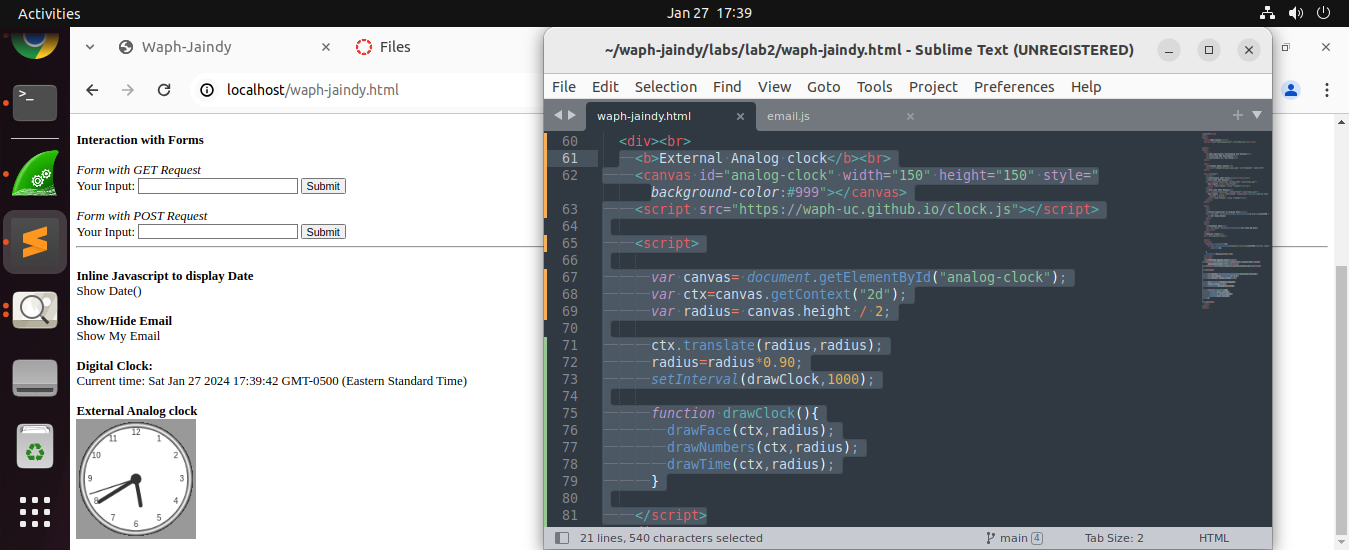 Activities
Jan 27 17:39
Waph-Jaindy
Files
localhost/waph-jaindy.html
Interaction with Forms
Form with GET Request
Your Input: Submit
Form with POST Request
Your Input: Submit
Inline Javascript to display Date
Show Date()
Show/Hide Email
Show My Email
Digital Clock:
Current time: Sat Jan 27 2024 17:39:42 GMT-0500 (Eastern Standard Time)
External Analog clock
12
1
2
3
4
5
6
7
8
9
10
11
~/waph-jaindy/labs/lab2/waph-jaindy.html - Sublime Text (UNREGISTERED)
File Edit Selection Find View Goto Tools Project Preferences Help
waph-jaindy.html
email.js
60 <div><br>
61 <b>External Analog clock</b><br>
62 <canvas id="analog-clock" width="150" height="150" style="
background-color:#999"></canvas>
63 <script src="https://waph-uc.github.io/clock.js"></script>
64
65 <script>
66
67 var canvas= document.getElementById("analog-clock");
68 var ctx=canvas.getContext("2d");
69 var radius= canvas.height / 2;
70
71 ctx.translate(radius,radius);
72 radius=radius*0.90;
73 setInterval(drawClock,1000);
74
75 function drawClock(){
76 drawFace(ctx,radius);
77 drawNumbers(ctx,radius);
78 drawTime(ctx,radius);
79 }
80
81 </script>
21 lines, 540 characters selected
main 4
Tab Size: 2
HTML